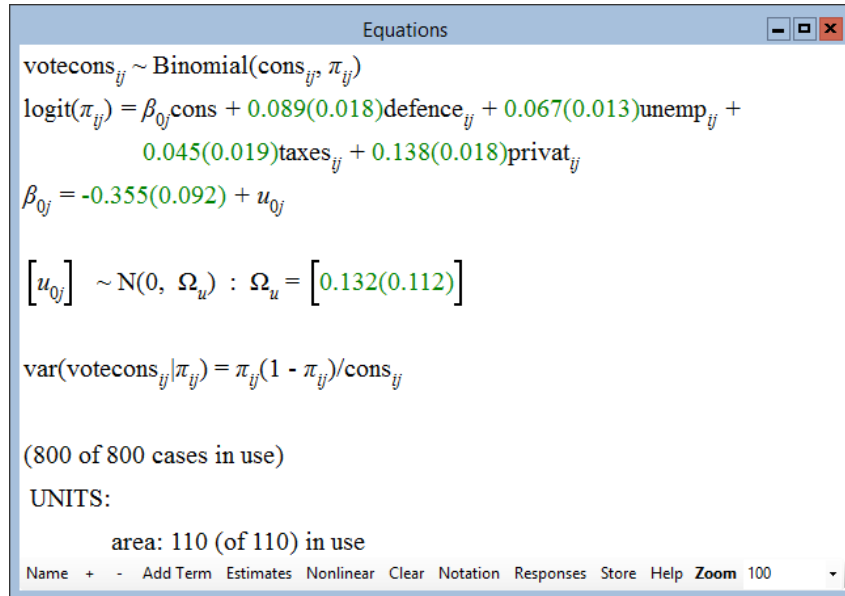 Equations
votecons_ij ~ Binomial(cons_ij, π_ij)
logit(π_ij) = β_0jcons + 0.089(0.018)defence_ij + 0.067(0.013)unemp_ij +
0.045(0.019)taxes_ij + 0.138(0.018)privat_ij
β_0j = -0.355(0.092) + u_0j
[u_0j] ~ N(0, Ω_u) : Ω_u = [0.132(0.112)]
var(votecons_ij|π_ij) = π_ij(1 - π_ij)/cons_ij
(800 of 800 cases in use)
UNITS:
area: 110 (of 110) in use
Name + - Add Term Estimates Nonlinear Clear Notation Responses Store Help Zoom 100